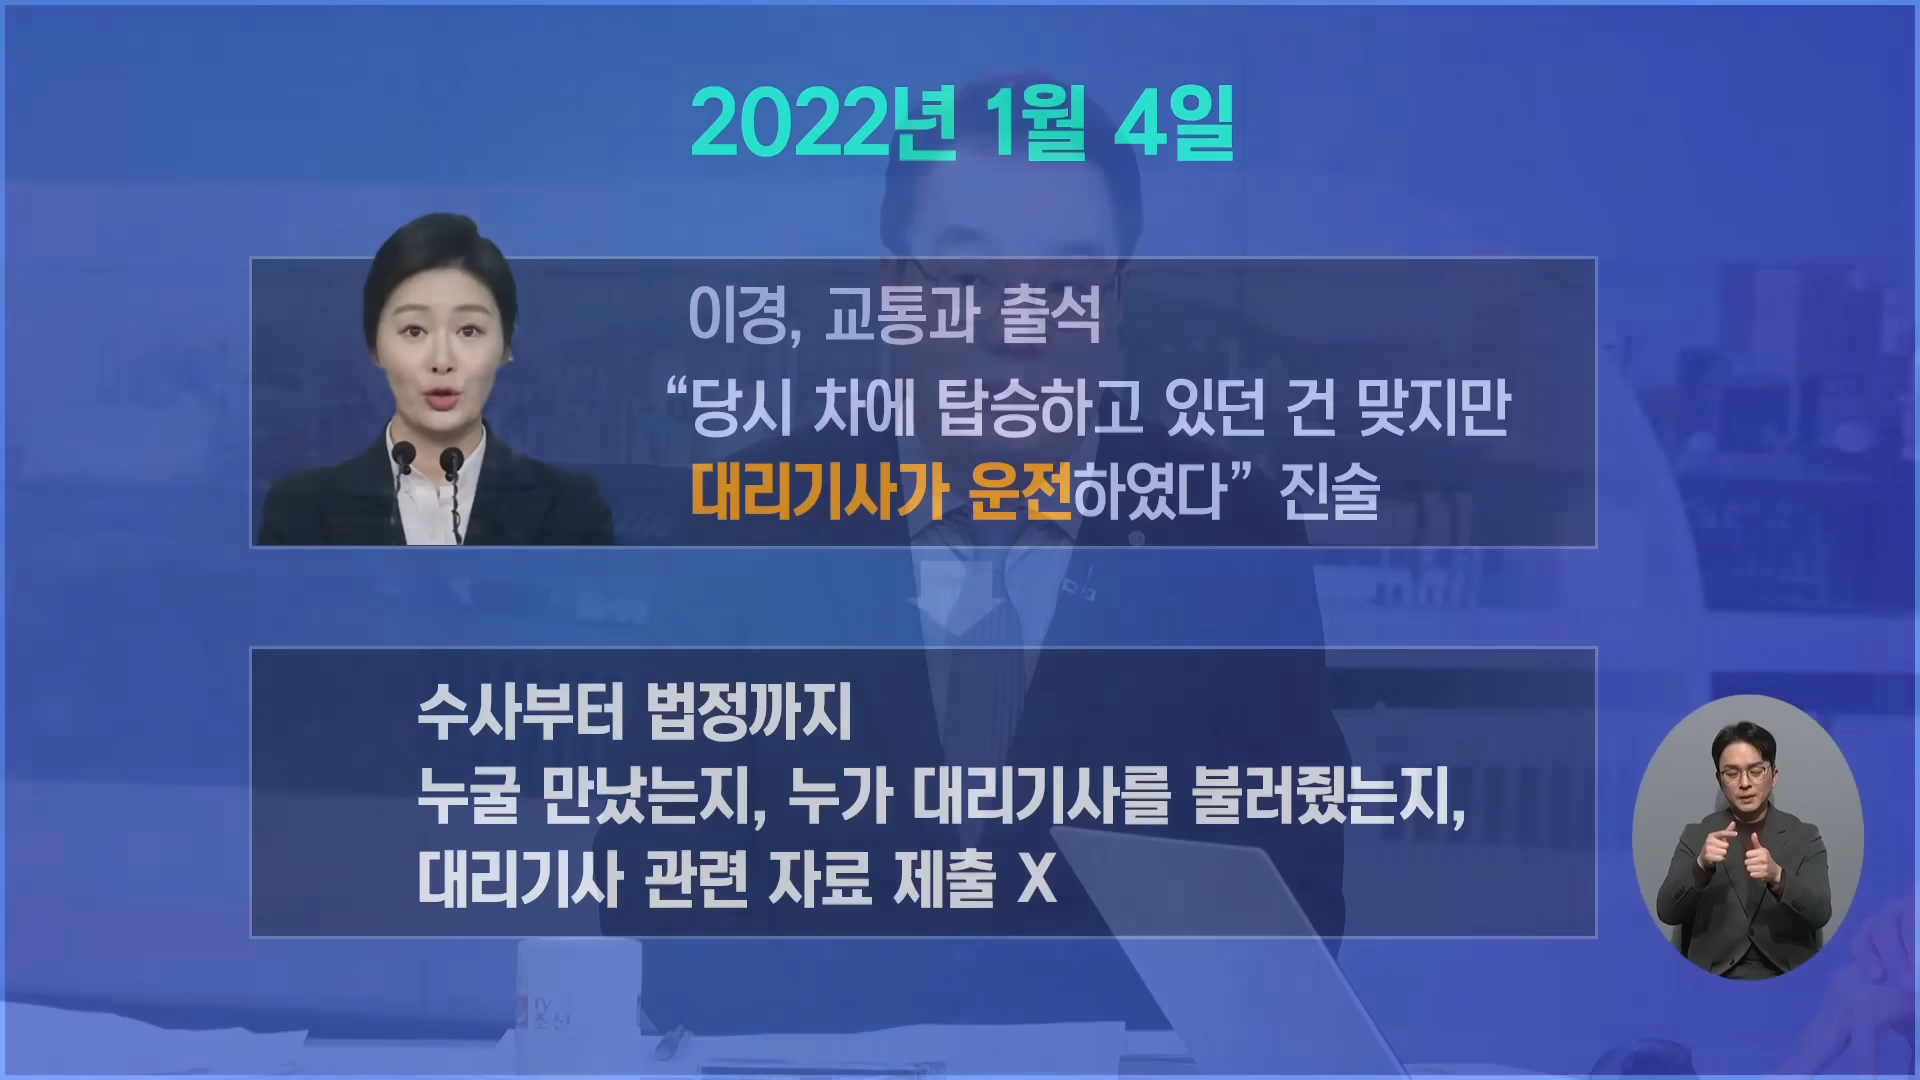 2022년 1월 4일
이경, 교통과 출석
“당시 차에 탑승하고 있던 건 맞지만
대리기사가 운전하였다” 진술
수사부터 법정까지
누굴 만났는지, 누가 대리기사를 불러줬는지,
대리기사 관련 자료 제출 X
TV
조선